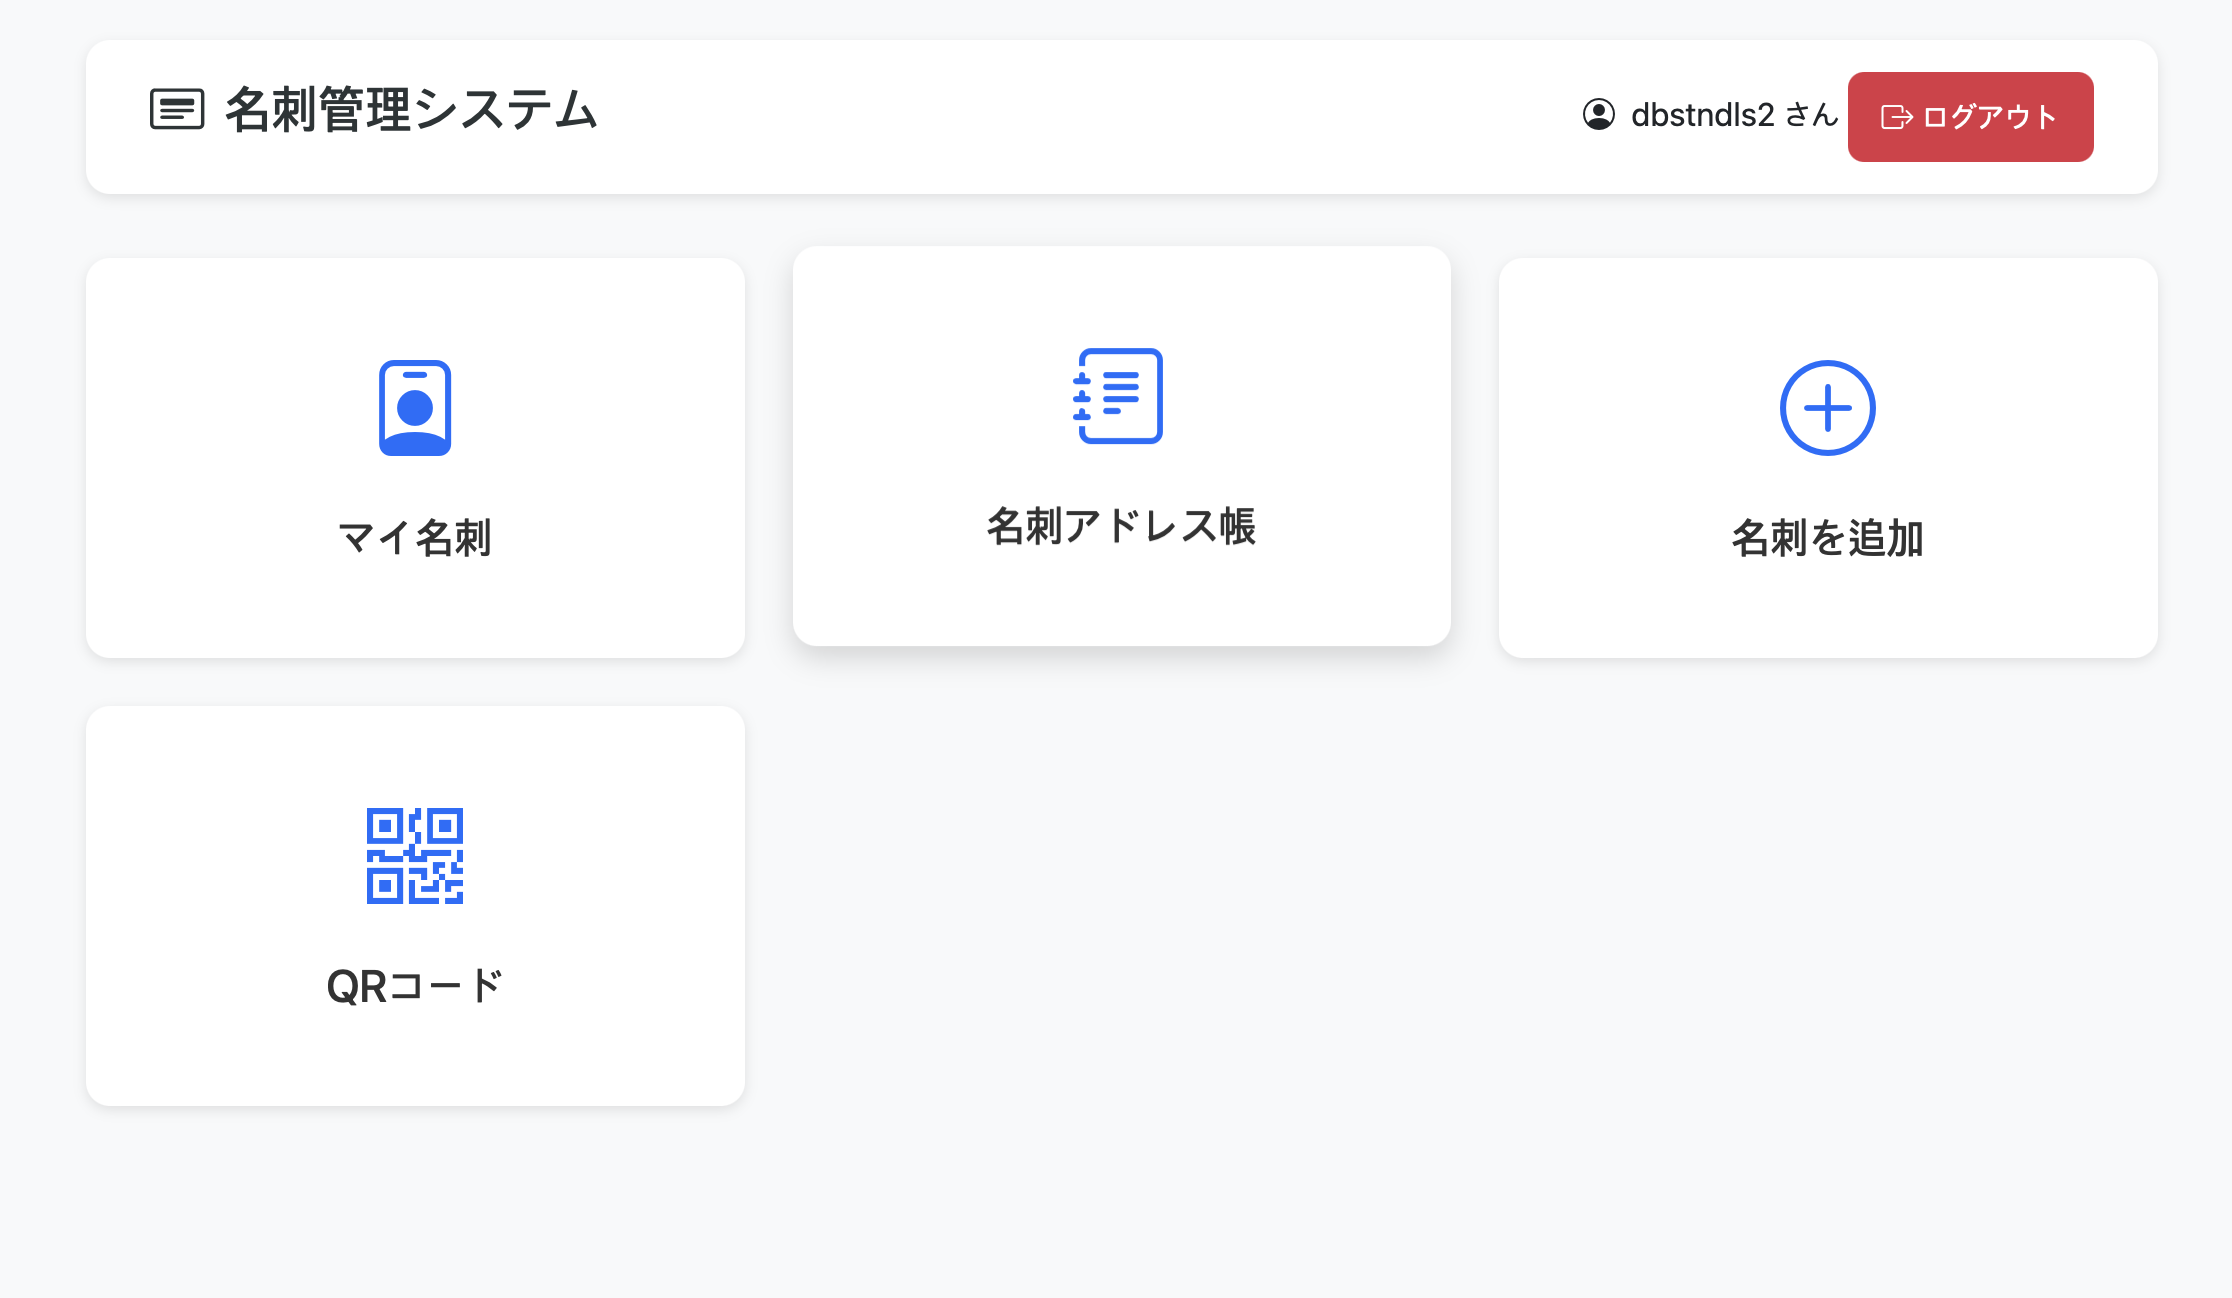 名刺管理システム
dbstndls2 さん
ログアウト
マイ名刺
名刺アドレス帳
名刺を追加
QRコード